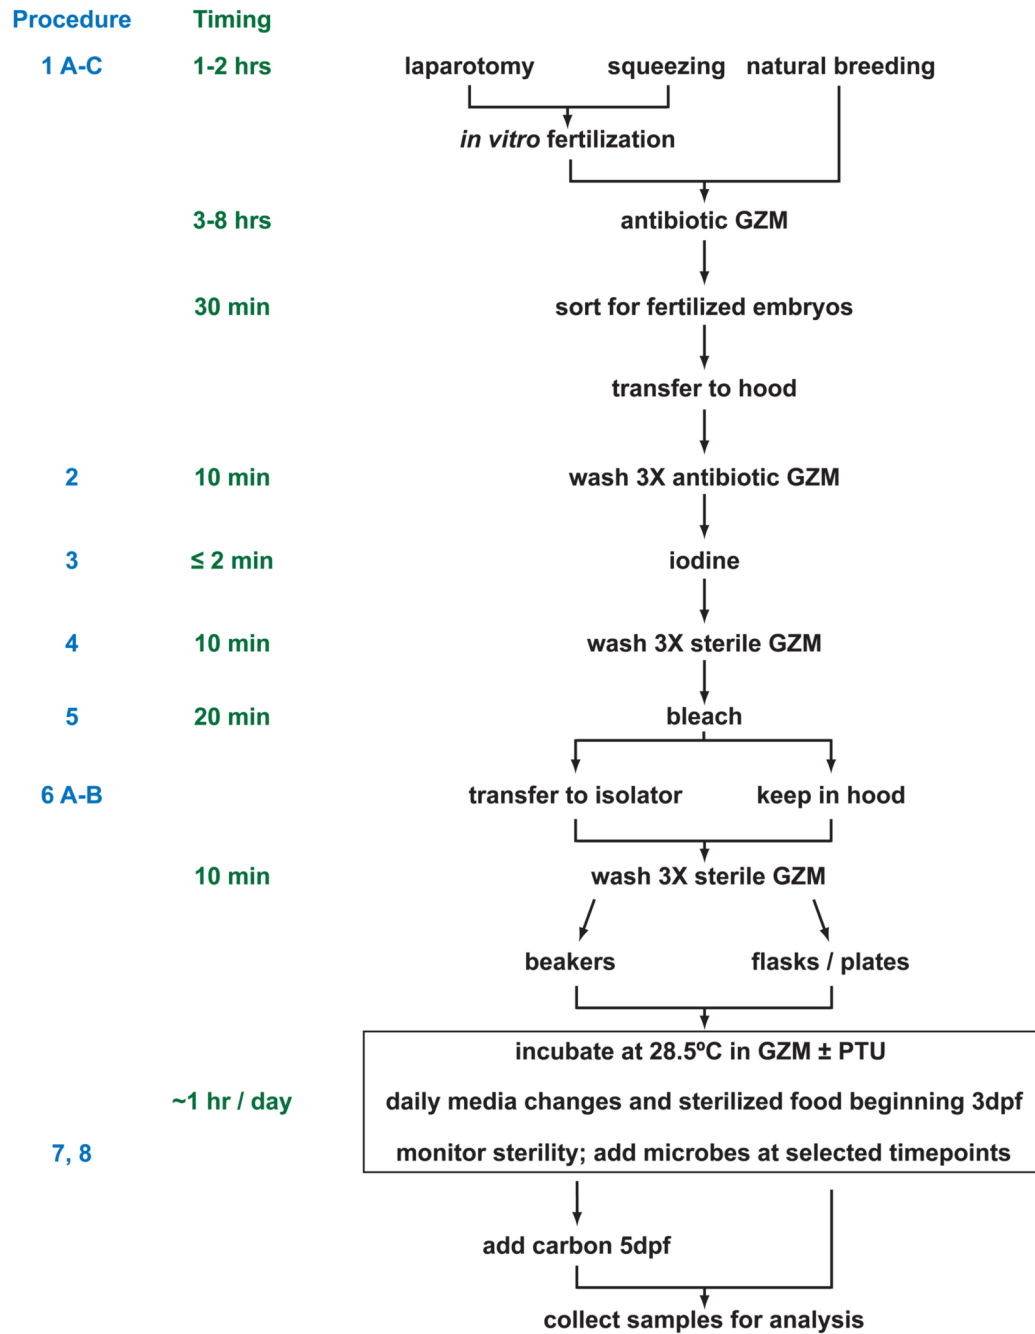 Procedure Timing
1 A-C 1-2 hrs laparotomy squeezing natural breeding
in vitro fertilization
3-8 hrs antibiotic GZM
30 min sort for fertilized embryos
transfer to hood
2 10 min wash 3X antibiotic GZM
3 ≤ 2 min iodine
4 10 min wash 3X sterile GZM
5 20 min bleach
6 A-B transfer to isolator keep in hood
10 min wash 3X sterile GZM
beakers flasks / plates
incubate at 28.5ºC in GZM ± PTU
~1 hr / day daily media changes and sterilized food beginning 3dpf
7, 8 monitor sterility; add microbes at selected timepoints
add carbon 5dpf
collect samples for analysis